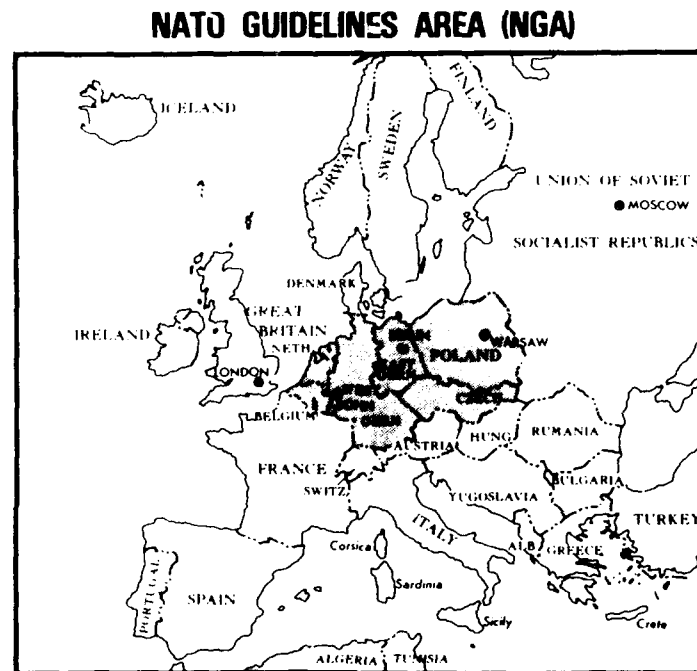 NATO GUIDELINES AREA (NGA)
ICELAND
FINLAND
NORWAY
SWEDEN
UNION OF SOVIET
MOSCOW
SOCIALIST REPUBLICS
DENMARK
GREAT
BRITAIN
IRELAND
NETH
LONDON
POLAND
WARSAW
EAST
BELGIUM
CZECH
AUSTRIA
HUNG
RUMANIA
FRANCE
SWITZ
YUGOSLAVIA
BULGARIA
ITALY
TURKEY
Corsica
ALB
GREECE
PORTUGAL
SPAIN
Sardinia
Sicily
Crete
ALGERIA
TUNISIA